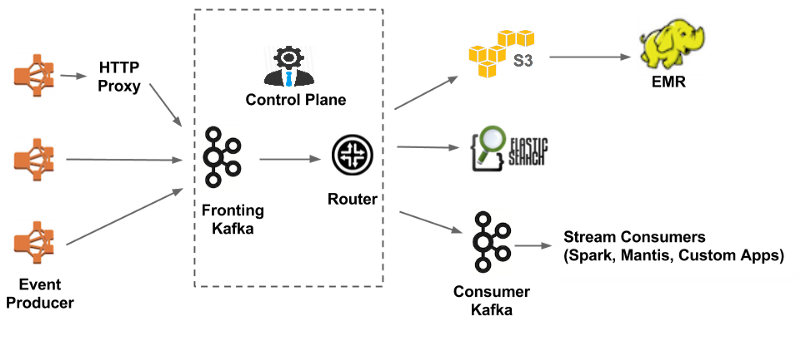 HTTP
Proxy
Control Plane
S3
EMR
Elastic
Search
Router
Fronting
Kafka
Stream Consumers
(Spark, Mantis, Custom Apps)
Event
Producer
Consumer
Kafka